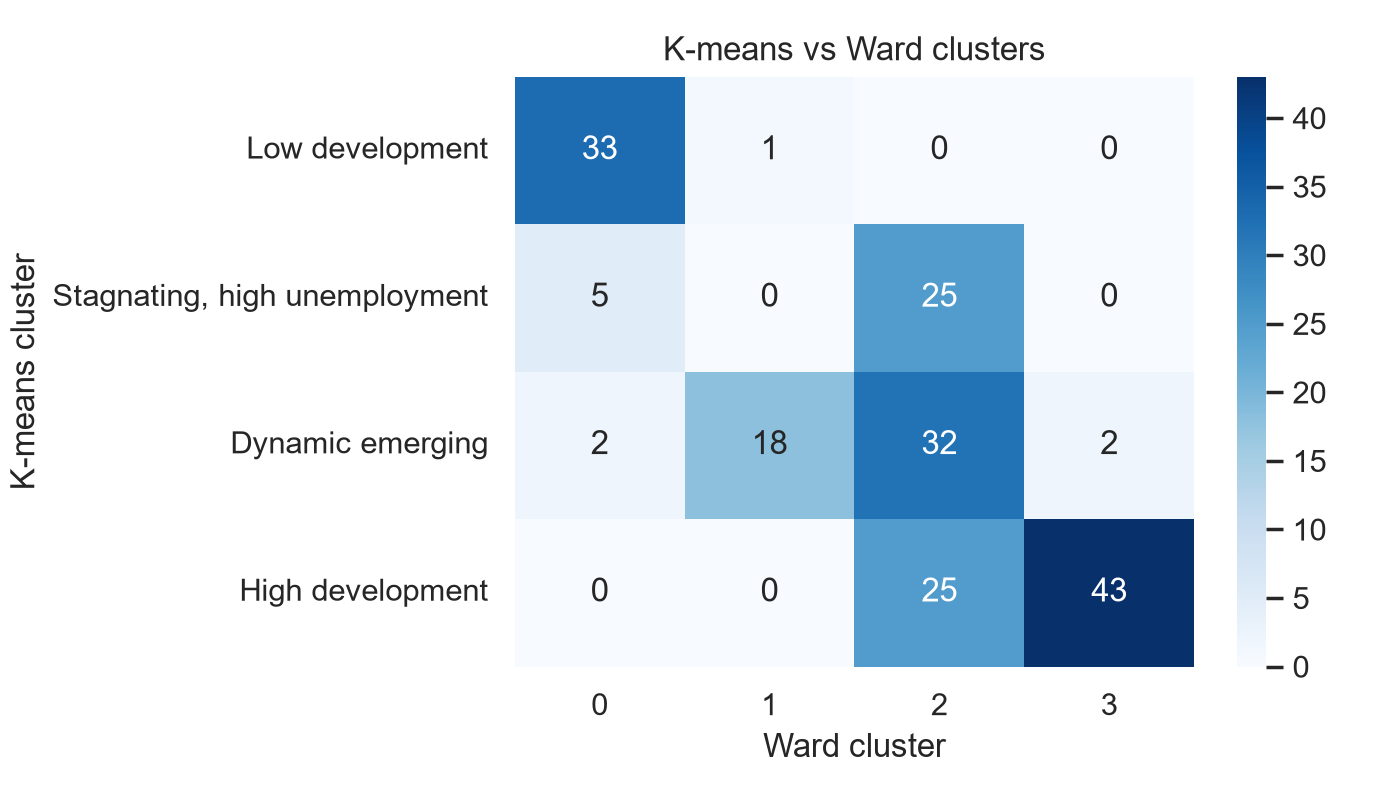 K-means vs Ward clusters
K-means cluster
Low development
33 1 0 0
Stagnating, high unemployment
5 0 25 0
Dynamic emerging
2 18 32 2
High development
0 0 25 43
0 1 2 3
Ward cluster
40
35
30
25
20
15
10
5
0